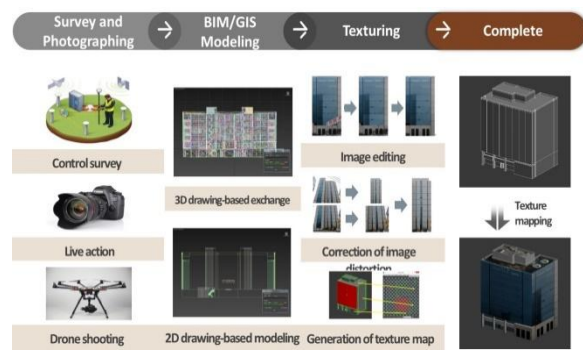 Survey and
Photographing
BIM/GIS
Modeling
Texturing
Complete
Control survey
Live action
Drone shooting
3D drawing-based exchange
2D drawing-based modeling
Image editing
Correction of image
distortion
Generation of texture map
Texture
mapping